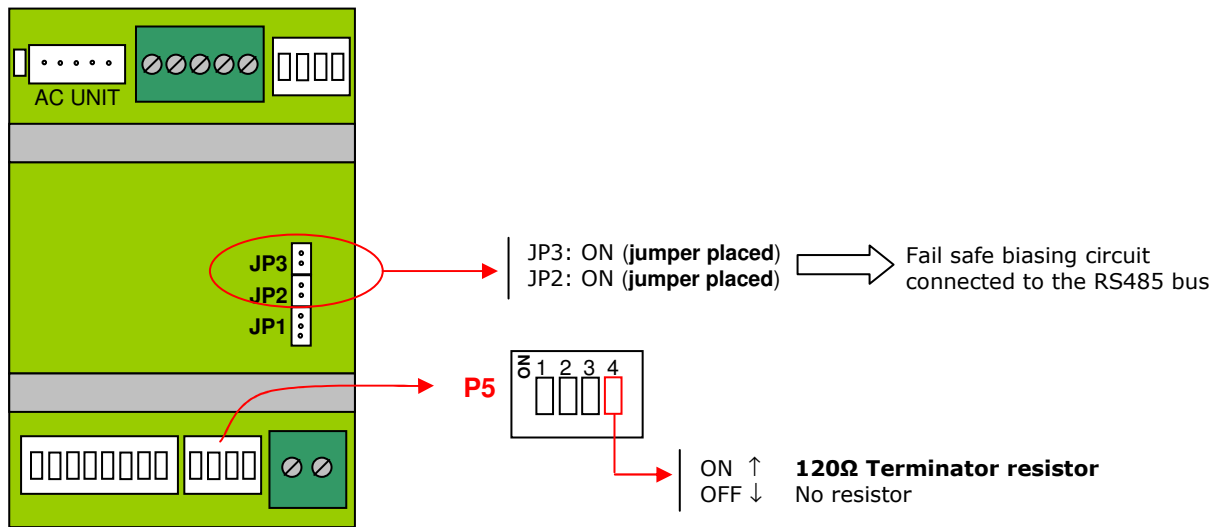 AC UNIT
JP3
JP2
JP1
JP3: ON (jumper placed)
JP2: ON (jumper placed)
Fail safe biasing circuit
connected to the RS485 bus
P5
ON
1 2 3 4
ON ↑ 120Ω Terminator resistor
OFF ↓ No resistor